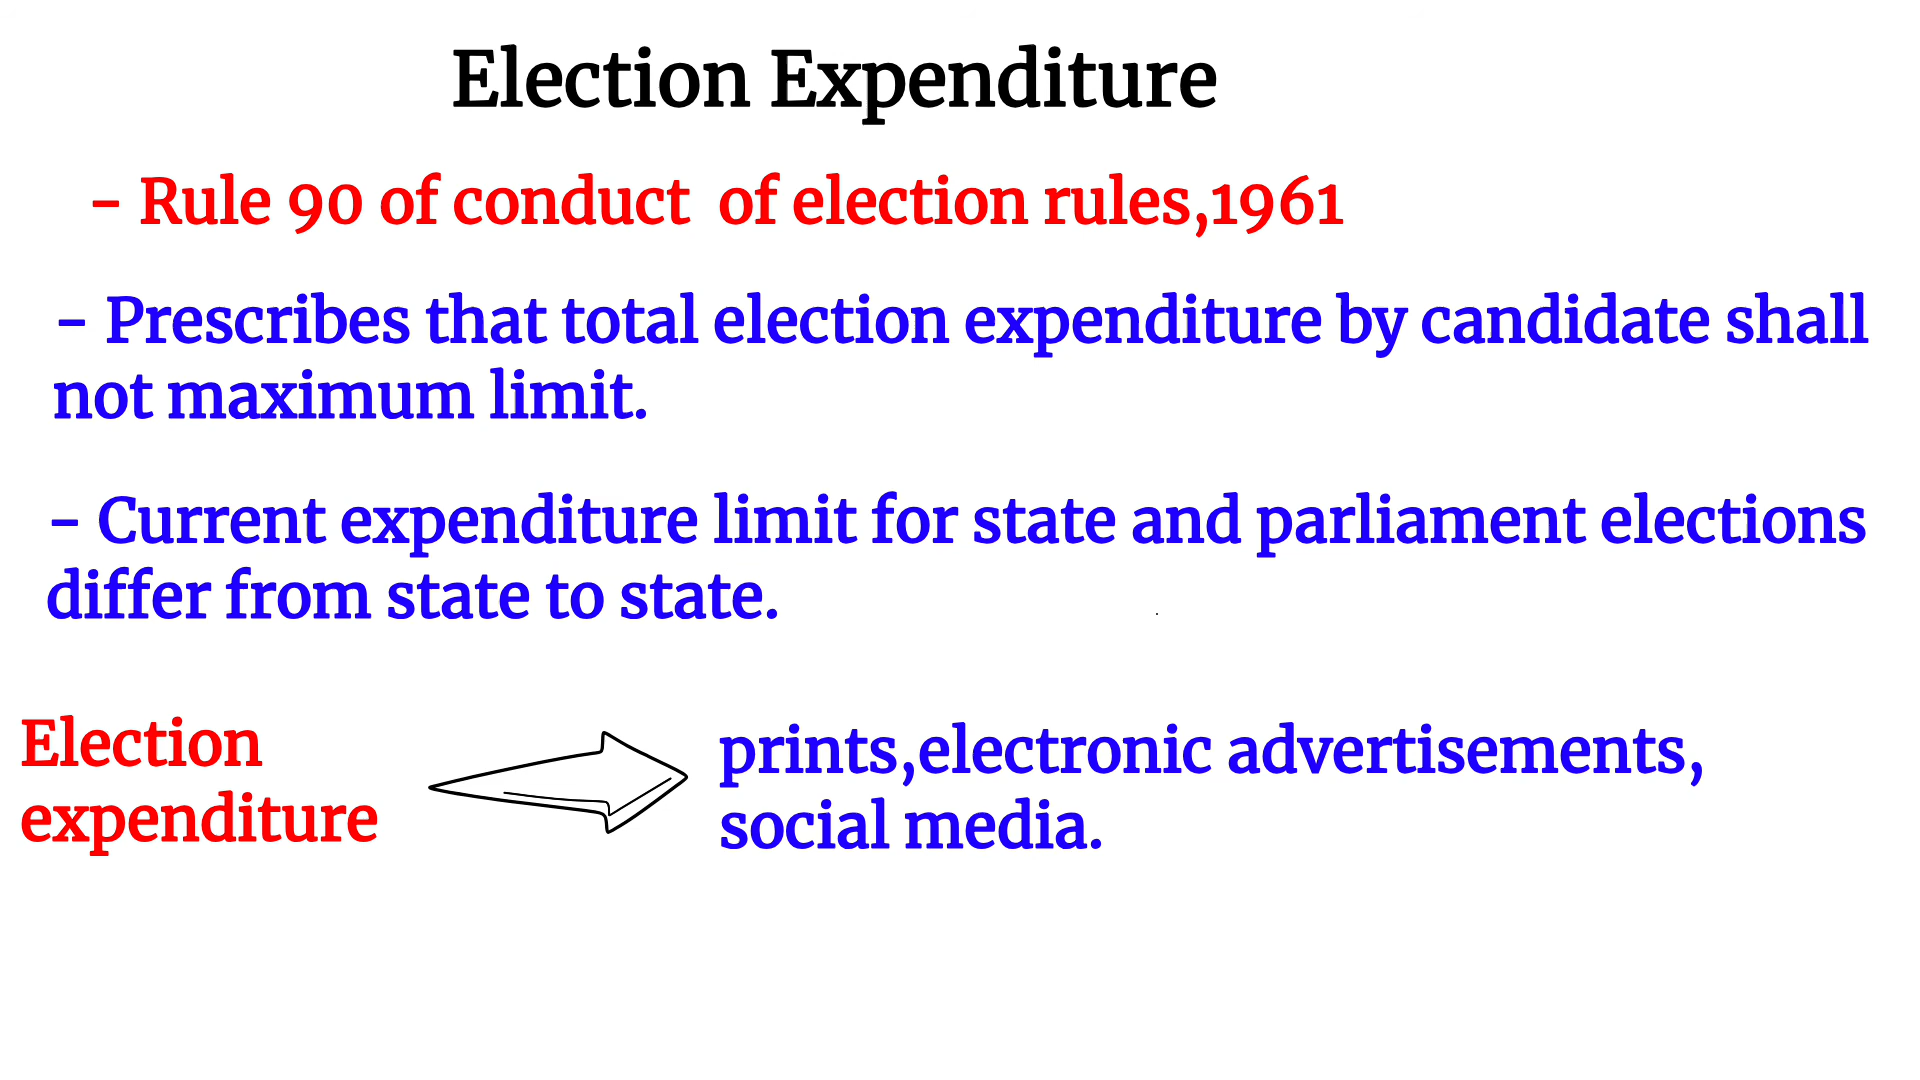 Election Expenditure
- Rule 90 of conduct of election rules,1961
- Prescribes that total election expenditure by candidate shall
not maximum limit.
- Current expenditure limit for state and parliament elections
differ from state to state.
Election
expenditure
prints,electronic advertisements,
social media.